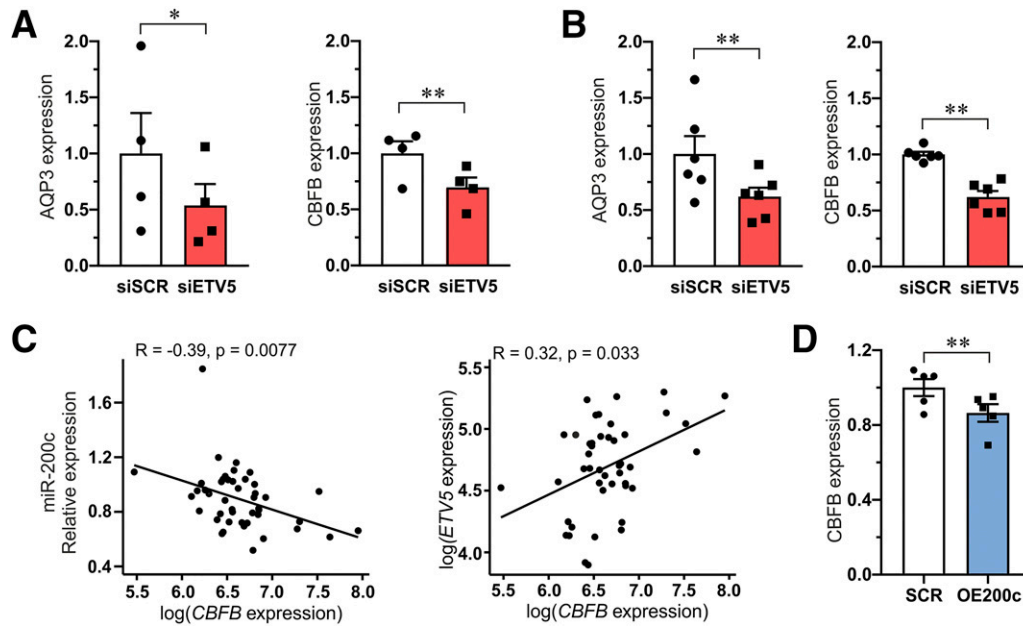 A
B
* ** ** **
2.0 2.0 2.0 2.0
1.5 1.5 1.5 1.5
1.0 1.0 1.0 1.0
0.5 0.5 0.5 0.5
0.0 0.0 0.0 0.0
AQP3 expression
CBFB expression
AQP3 expression
CBFB expression
siSCR siETV5
siSCR siETV5
siSCR siETV5
siSCR siETV5
C
R = -0.39, p = 0.0077
miR-200c
Relative expression
1.6
1.2
0.8
0.4
5.5 6.0 6.5 7.0 7.5 8.0
log(CBFB expression)
R = 0.32, p = 0.033
log(ETV5 expression)
5.5
5.0
4.5
4.0
5.5 6.0 6.5 7.0 7.5 8.0
log(CBFB expression)
D
**
CBFB expression
1.2
0.8
0.4
0.0
SCR OE200c